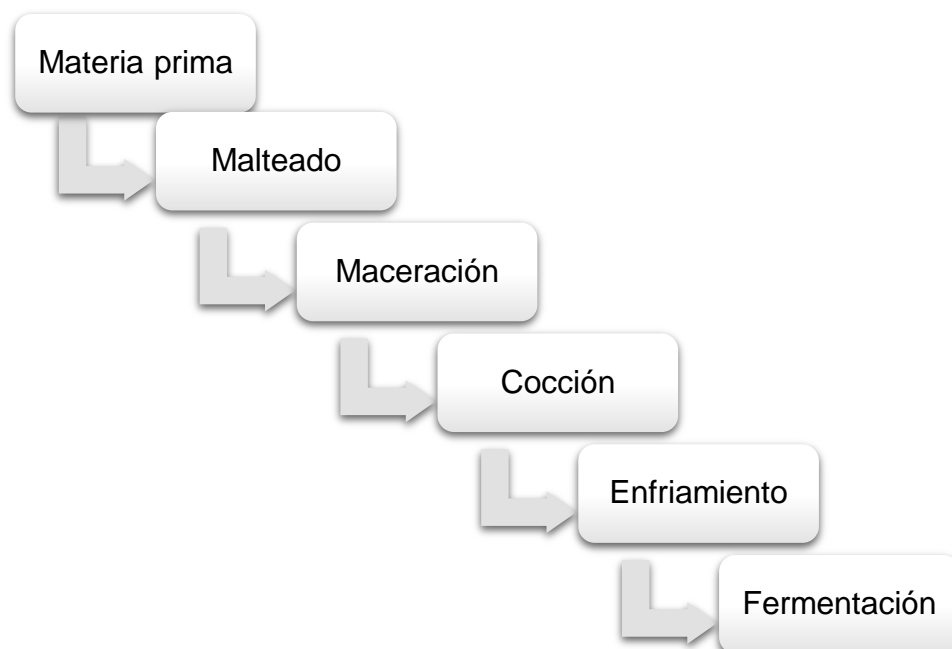 Materia prima
Malteado
Maceración
Cocción
Enfriamiento
Fermentación